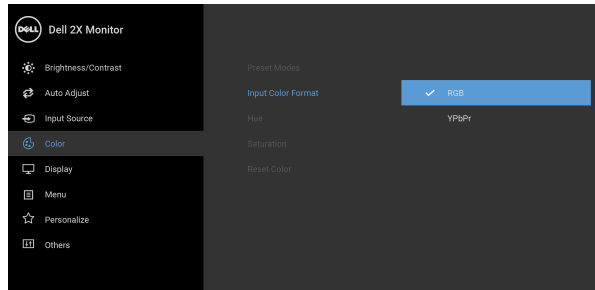 DELL
Dell 2X Monitor
Brightness/Contrast
Auto Adjust
Input Source
Color
Display
Menu
Personalize
Others
Preset Modes
Input Color Format
Hue
Saturation
Reset Color
RGB
YPbPr